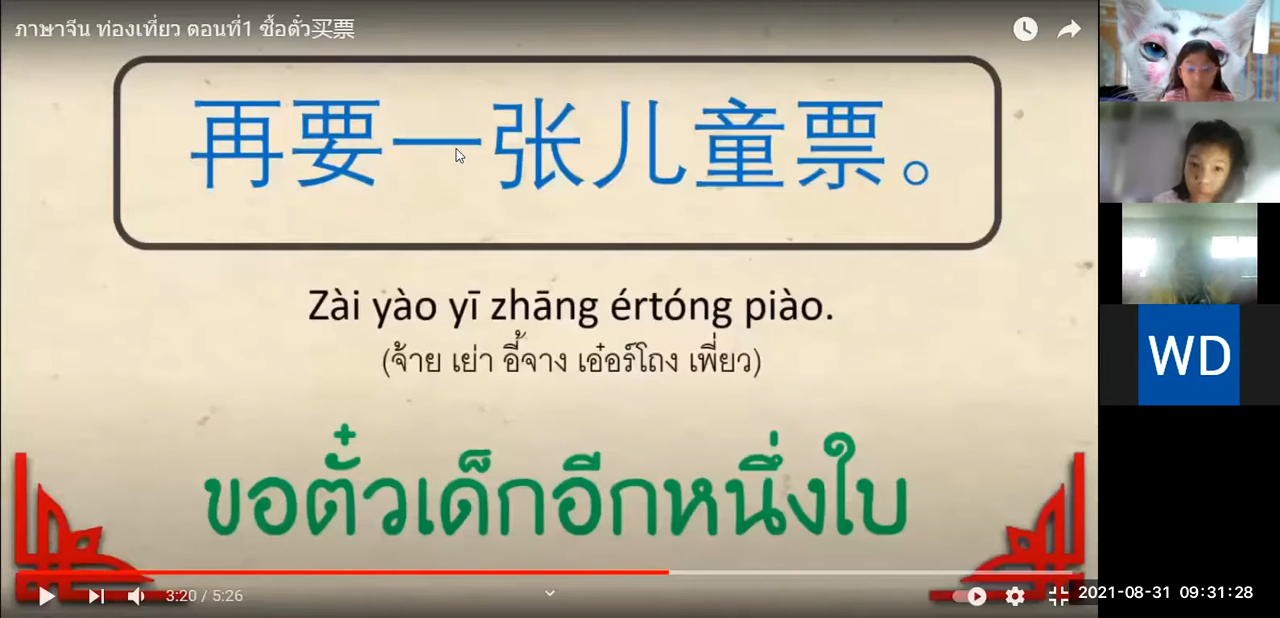 ภาษาจีน ท่องเที่ยว ตอนที่1 ซื้อตั๋ว买票
再要一张儿童票。
Zài yào yī zhāng értóng piào.
(จ้าย เย่า อี้จาง เอ๋อร์โถง เพี่ยว)
ขอตั๋วเด็กอีกหนึ่งใบ
3:20 / 5:26
WD
2021-08-31 09:31:28